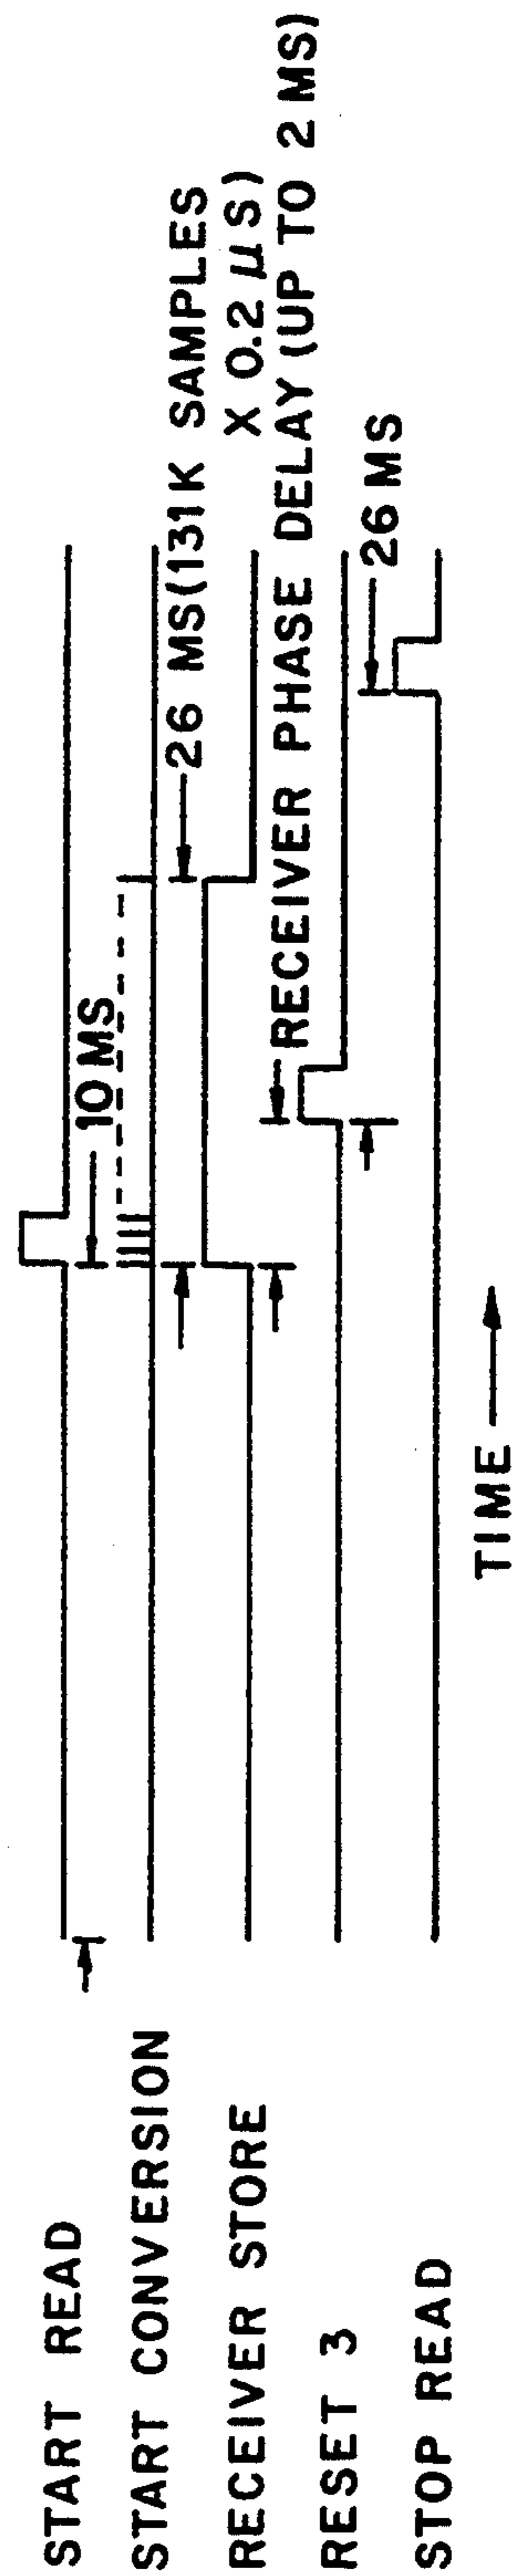 START READ
10 MS
START CONVERSION
26 MS (131K SAMPLES
X 0.2 μS)
RECEIVER STORE
RECEIVER PHASE DELAY (UP TO 2 MS)
RESET 3
26 MS
STOP READ
TIME